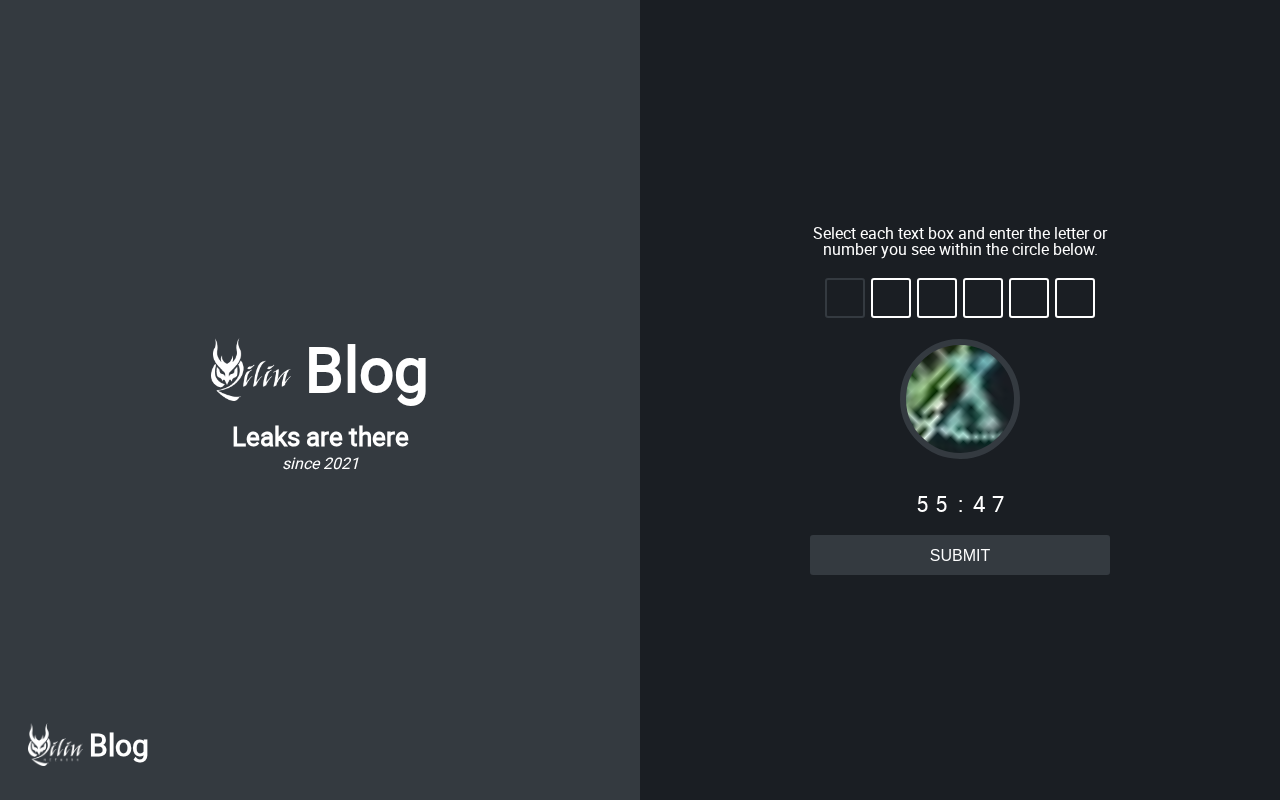 Qilin Blog
Leaks are there
since 2021
Qilin Blog
Select each text box and enter the letter or
number you see within the circle below.
55:47
SUBMIT